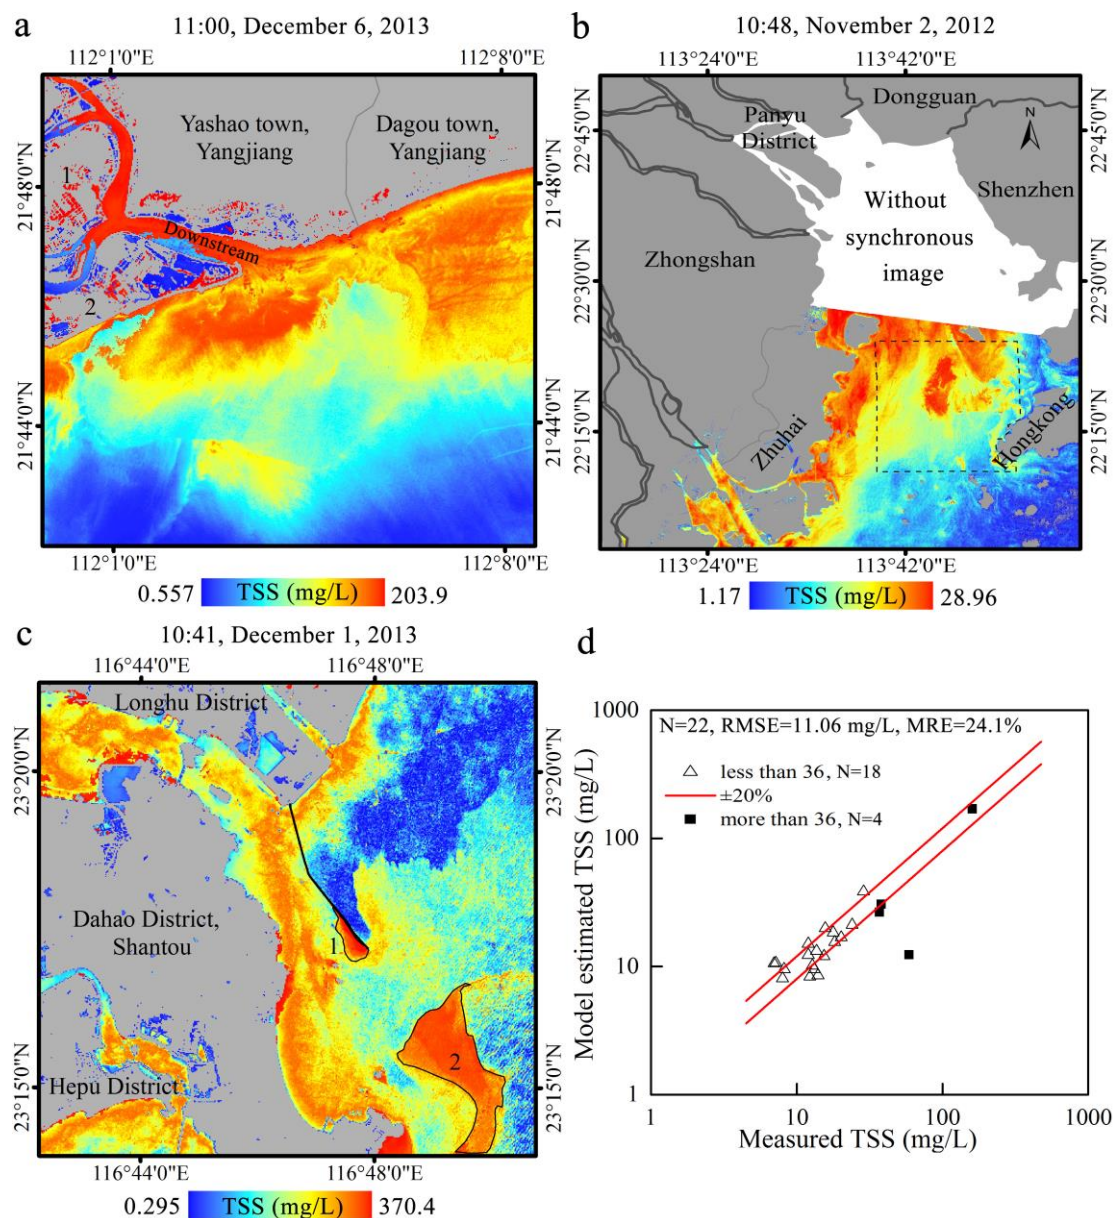 a
11:00, December 6, 2013
112°1'0"E
112°8'0"E
21°48'0"N
21°44'0"N
Yashao town,
Yangjiang
Dagou town,
Yangjiang
1
Downstream
2
21°48'0"N
21°44'0"N
112°1'0"E
112°8'0"E
0.557
TSS (mg/L)
203.9
b
10:48, November 2, 2012
113°24'0"E
113°42'0"E
22°45'0"N
22°30'0"N
22°15'0"N
Dongguan
Panyu
District
N
Shenzhen
Without
synchronous
image
Zhongshan
Zhuhai
Hongkong
22°45'0"N
22°30'0"N
22°15'0"N
113°24'0"E
113°42'0"E
1.17
TSS (mg/L)
28.96
c
10:41, December 1, 2013
116°44'0"E
116°48'0"E
23°20'0"N
23°15'0"N
Longhu District
Dahao District,
Shantou
1
2
Hepu District
23°20'0"N
23°15'0"N
116°44'0"E
116°48'0"E
0.295
TSS (mg/L)
370.4
d
Model estimated TSS (mg/L)
1000
100
10
1
N=22, RMSE=11.06 mg/L, MRE=24.1%
less than 36, N=18
±20%
more than 36, N=4
1
10
100
1000
Measured TSS (mg/L)